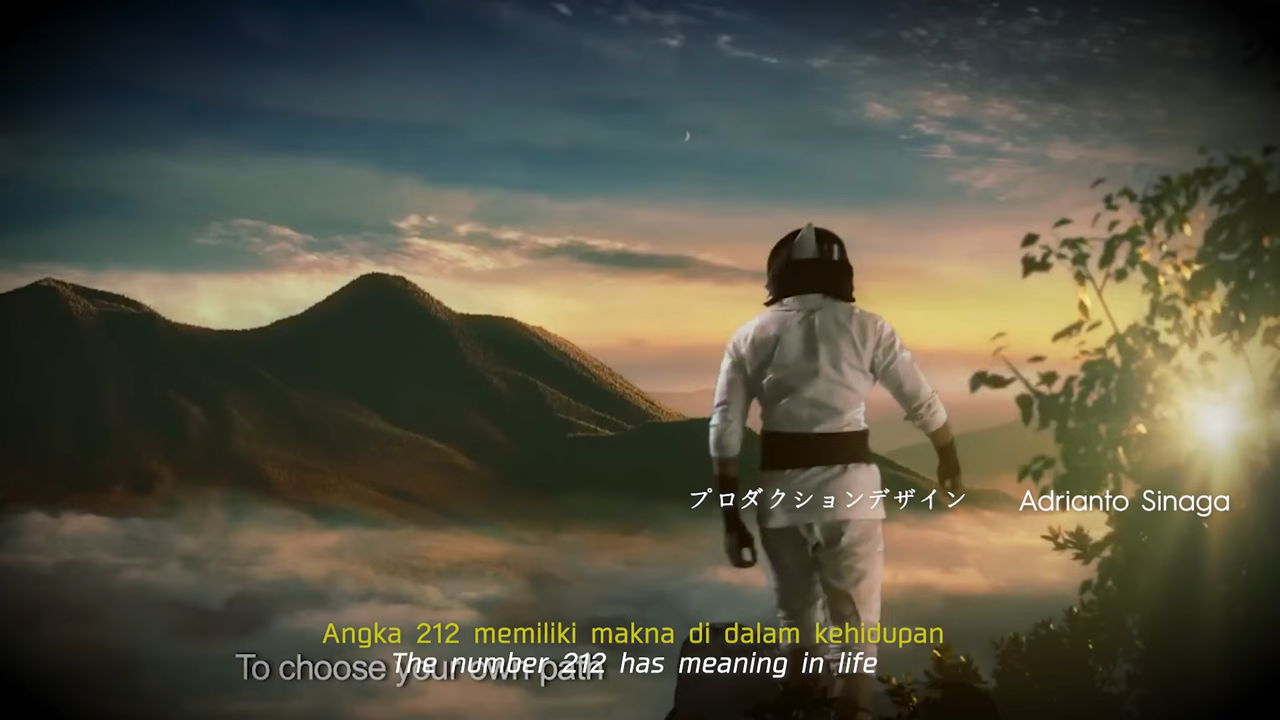 プロダクションデザイン Adrianto Sinaga
Angka 212 memiliki makna di dalam kehidupan
The number 212 has meaning in life
To choose your own path